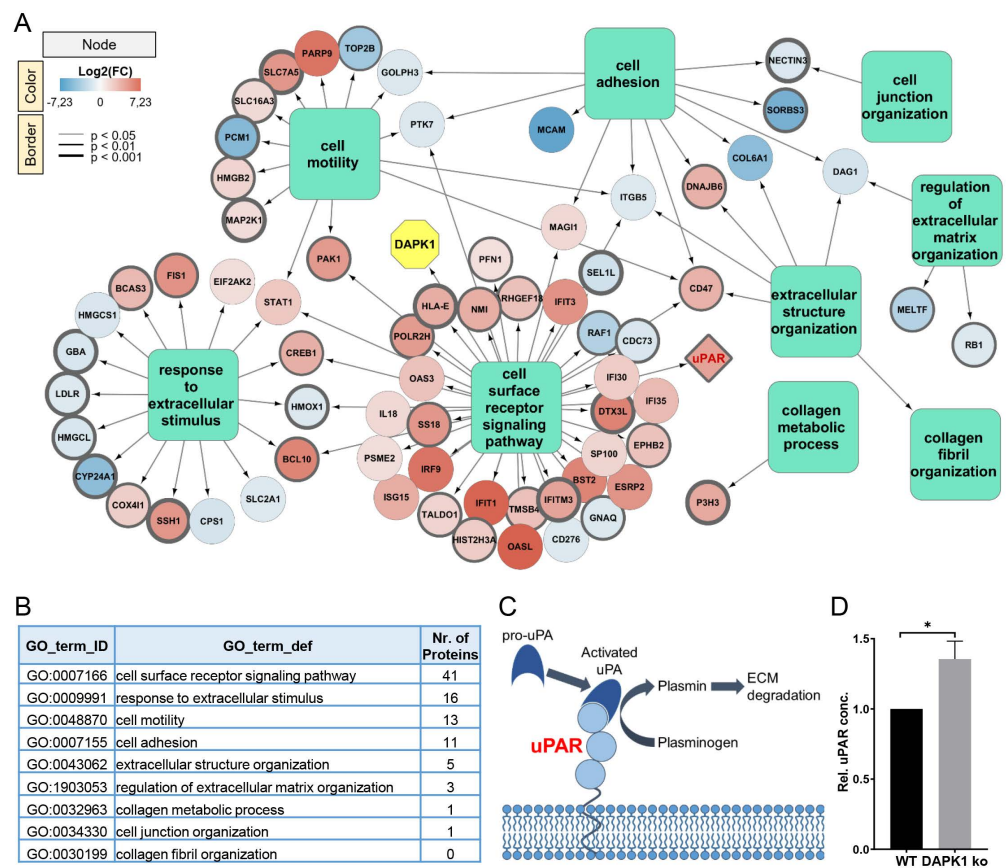 A
Node
Color
Log2(FC)
-7,23 0 7,23
Border
p < 0.05
p < 0.01
p < 0.001
PARP9
TOP2B
SLC7A5
GOLPH3
SLC16A3
PCM1
PTK7
HMGB2
MAP2K1
cell
motility
cell
adhesion
NECTIN3
cell
junction
organization
SORBS3
MCAM
COL6A1
DAG1
DNAJB6
ITGB5
regulation
of
extracellular
matrix
organization
MAGI1
DAPK1
PAK1
PFN1
SEL1L
CD47
extracellular
structure
organization
MELTF
RB1
FIS1
EIF2AK2
BCAS3
STAT1
HMGCS1
GBA
CREB1
LDLR
HMOX1
HMGCL
BCL10
CYP24A1
SLC2A1
COX4I1
SSH1
CPS1
response
to
extracellular
stimulus
HLA-E
NMI
RHGEF18
IFIT3
POLR2H
RAF1
CDC73
uPAR
OAS3
cell
surface
receptor
signaling
pathway
IFI30
IFI35
IL18
SS18
DTX3L
EPHB2
PSME2
IRF9
SP100
BST2
ESRP2
ISG15
IFIT1
IFITM3
TMSB4
GNAQ
TALDO1
HIST2H3A
OASL
CD276
collagen
metabolic
process
P3H3
collagen
fibril
organization
B
GO_term_ID GO_term_def Nr. of
Proteins
GO:0007166 cell surface receptor signaling pathway 41
GO:0009991 response to extracellular stimulus 16
GO:0048870 cell motility 13
GO:0007155 cell adhesion 11
GO:0043062 extracellular structure organization 5
GO:1903053 regulation of extracellular matrix organization 3
GO:0032963 collagen metabolic process 1
GO:0034330 cell junction organization 1
GO:0030199 collagen fibril organization 0
C
pro-uPA
Activated
uPA
Plasmin
ECM
degradation
uPAR
Plasminogen
D
*
Rel. uPAR conc.
1.5
1.0
0.5
0.0
WT DAPK1 ko